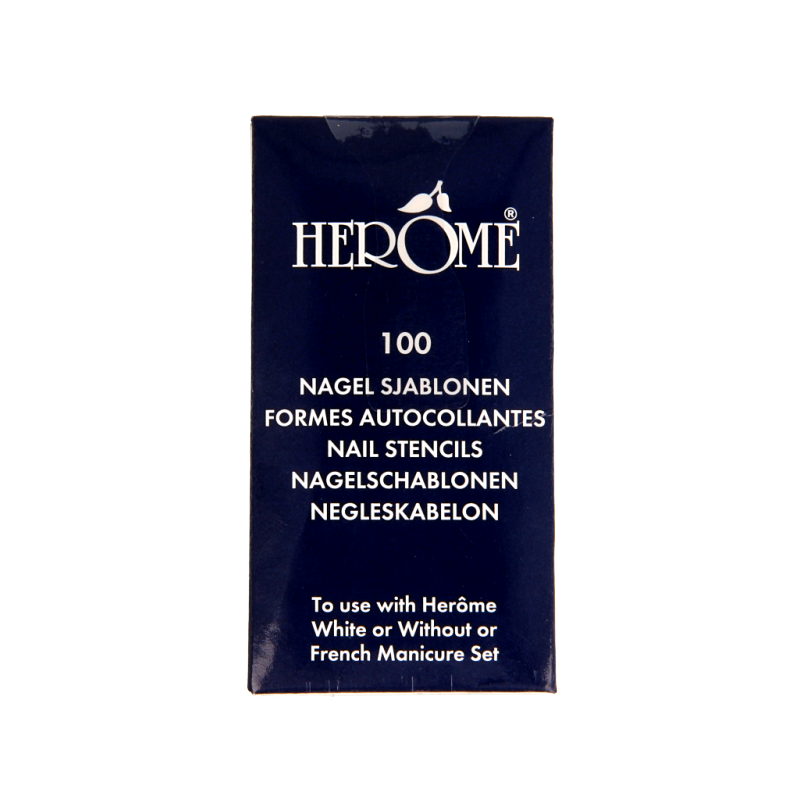 HERÔME®
100
NAGEL SJABLONEN
FORMES AUTOCOLLANTES
NAIL STENCILS
NAGELSCHABLONEN
NEGLESKABELON
To use with Herôme
White or Without or
French Manicure Set